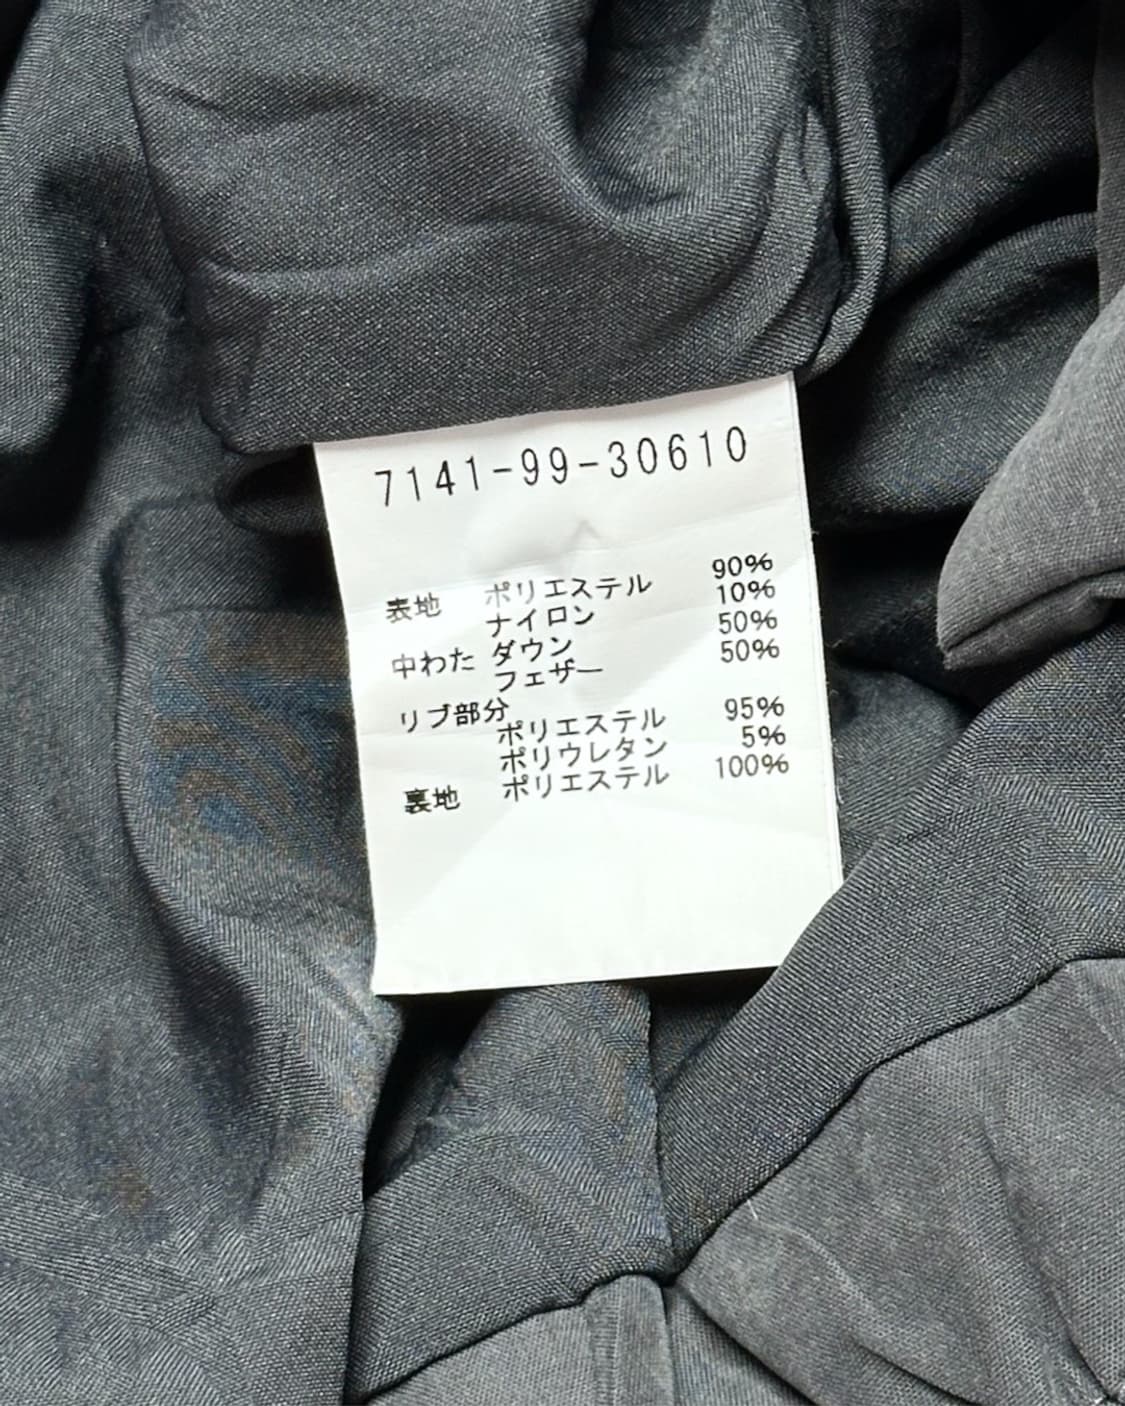 7141-99-30610
表地 ポリエステル 90%
ナイロン 10%
中わた ダウン 50%
フェザー 50%
リブ部分
ポリエステル 95%
ポリウレタン 5%
裏地 ポリエステル 100%